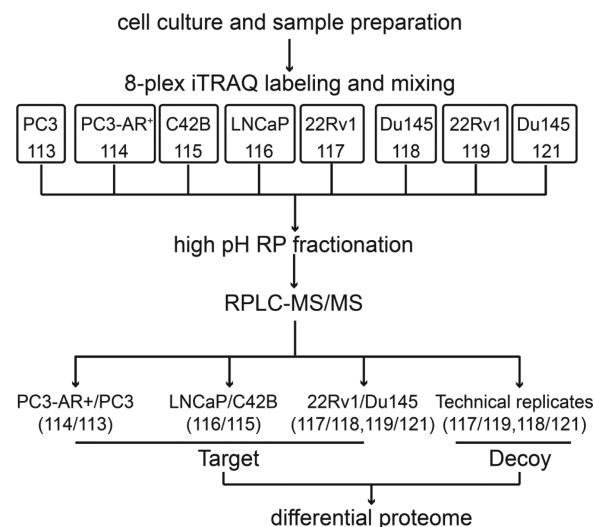 cell culture and sample preparation
8-plex iTRAQ labeling and mixing
PC3 PC3-AR⁺ C42B LNCaP 22Rv1 Du145 22Rv1 Du145
113 114 115 116 117 118 119 121
high pH RP fractionation
RPLC-MS/MS
PC3-AR+/PC3 LNCaP/C42B 22Rv1/Du145 Technical replicates
(114/113) (116/115) (117/118,119/121) (117/119,118/121)
Target Decoy
differential proteome